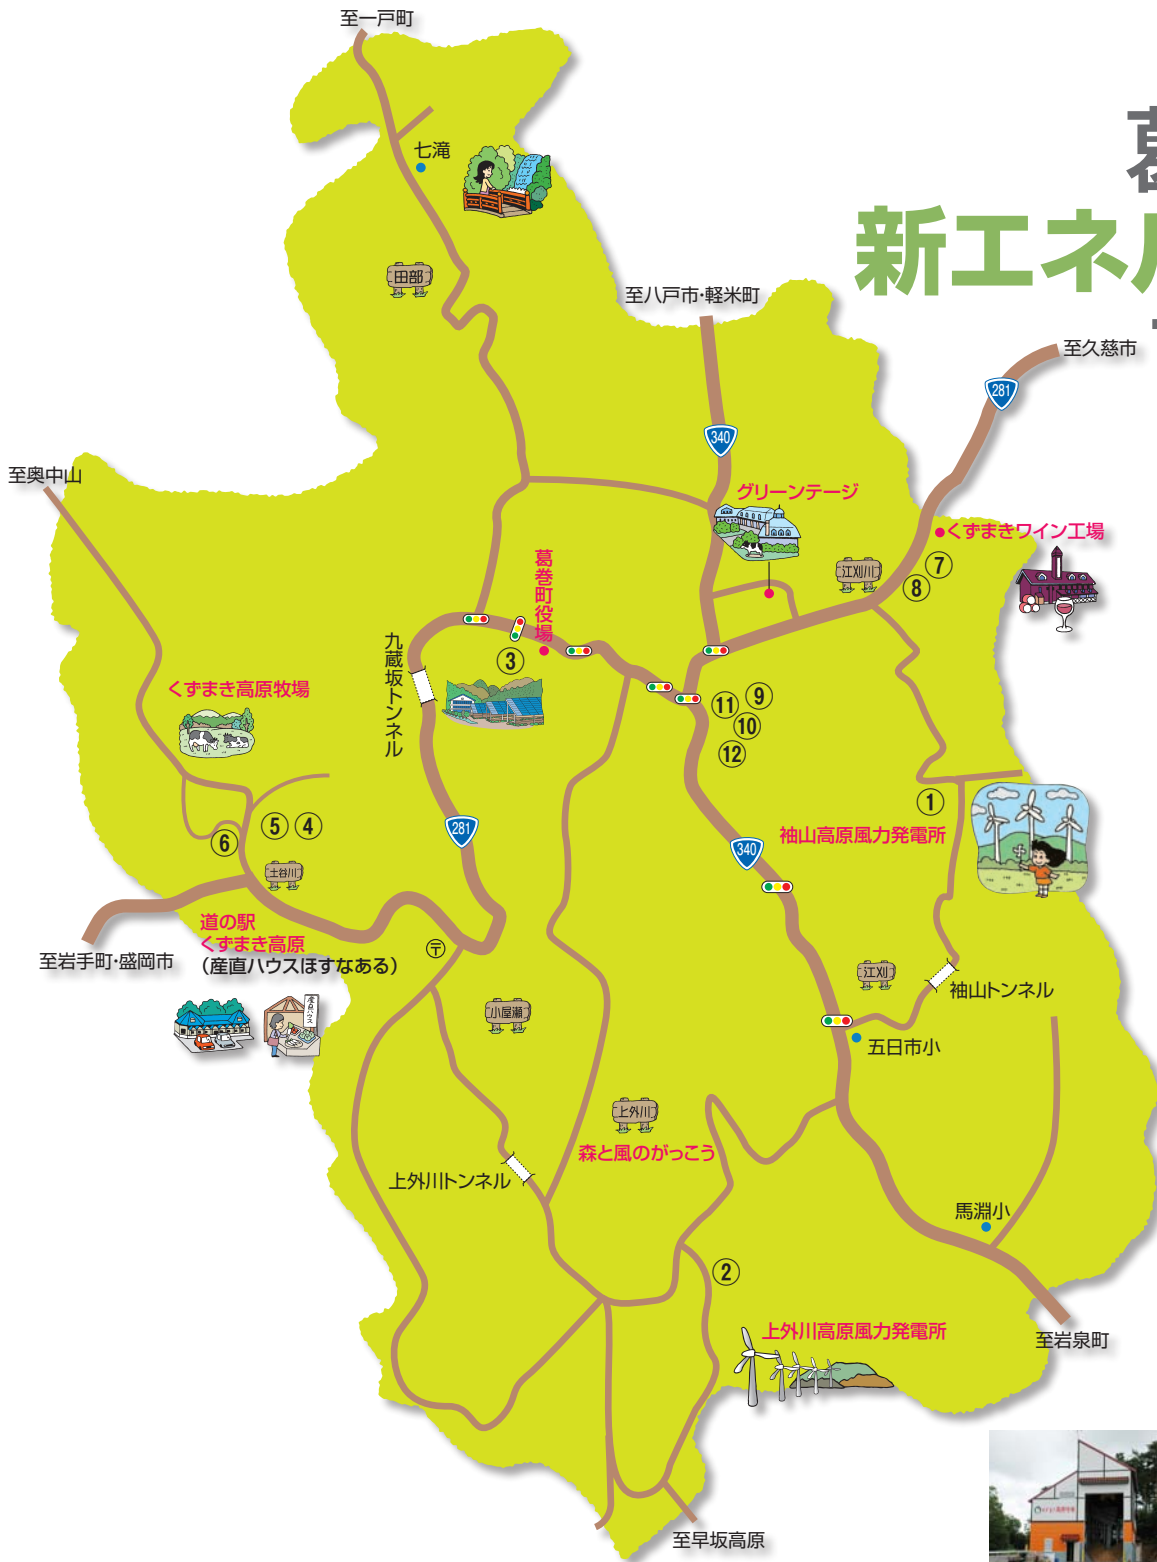 至一戸町
葛
新エネル
七滝
田部
至八戸市・軽米町
至久慈市
281
340
至奥中山
グリーンテージ
くずまきワイン工場
江刈川
⑦
⑧
葛巻町役場
③
九蔵坂トンネル
くずまき高原牧場
⑪
⑨
⑩
⑫
①
袖山高原風力発電所
281
340
⑥
⑤
④
土谷川
道の駅
くずまき高原
(産直ハウスほすなある)
至岩手町・盛岡市
〒
産直ハウス
小屋瀬
江刈
袖山トンネル
五日市小
上外川
森と風のがっこう
上外川トンネル
馬淵小
②
上外川高原風力発電所
至岩泉町
至早坂高原